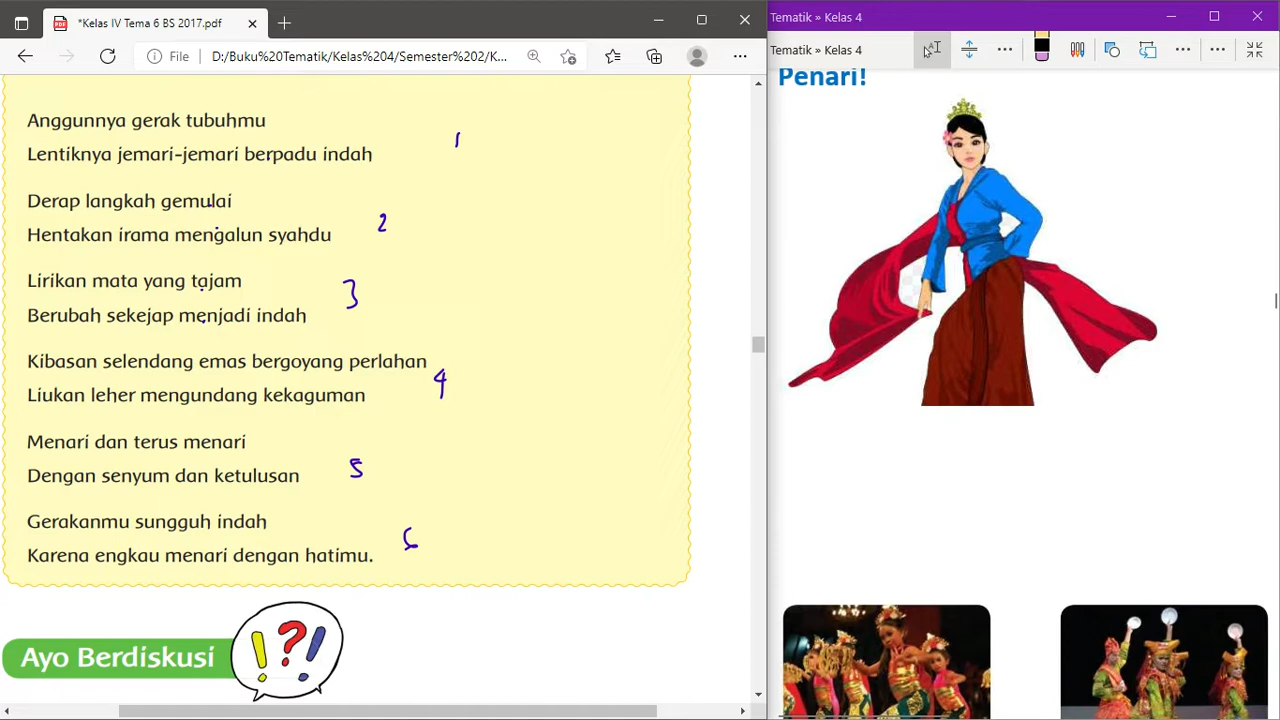 *Kelas IV Tema 6 BS 2017.pdf
File
D:/Buku%20Tematik/Kelas%204/Semester%202/K...
Anggunnya gerak tubuhmu
Lentiknya jemari-jemari berpadu indah
1
Derap langkah gemulai
Hentakan irama mengalun syahdu
2
Lirikan mata yang tajam
Berubah sekejap menjadi indah
3
Kibasan selendang emas bergoyang perlahan
Liukan leher mengundang kekaguman
4
Menari dan terus menari
Dengan senyum dan ketulusan
5
Gerakanmu sungguh indah
Karena engkau menari dengan hatimu.
6
Ayo Berdiskusi
!?!
Tematik » Kelas 4
Tematik » Kelas 4
Penari!